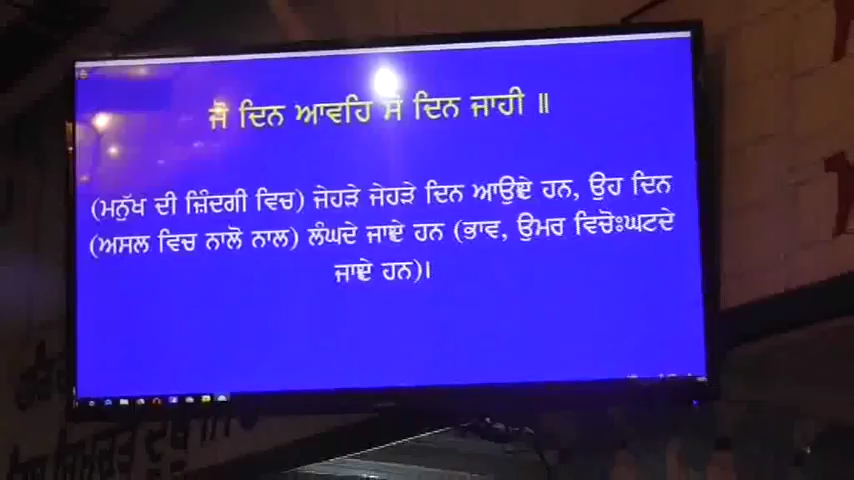 ਜੋ ਦਿਨ ਆਵਹਿ ਸੋ ਦਿਨ ਜਾਹੀ ॥
(ਮਨੁੱਖ ਦੀ ਜ਼ਿੰਦਗੀ ਵਿਚ) ਜੇਹੜੇ ਜੇਹੜੇ ਦਿਨ ਆਉਂਦੇ ਹਨ, ਉਹ ਦਿਨ
(ਅਸਲ ਵਿਚ ਨਾਲੋ ਨਾਲ) ਲੰਘਦੇ ਜਾਂਦੇ ਹਨ (ਭਾਵ, ਉਮਰ ਵਿਚੋਂ ਘਟਦੇ
ਜਾਂਦੇ ਹਨ)।